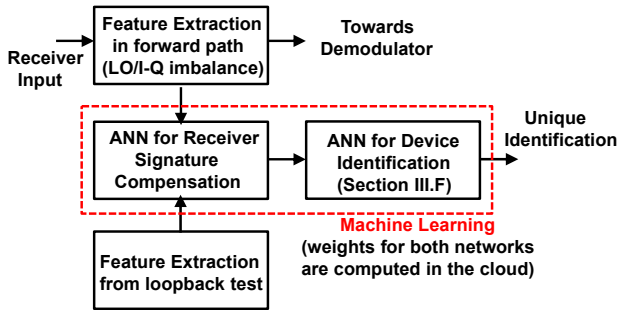 Feature Extraction
in forward path
(LO/I-Q imbalance)
Towards
Demodulator
Receiver
Input
ANN for Receiver
Signature
Compensation
ANN for Device
Identification
(Section III.F)
Unique
Identification
Machine Learning
(weights for both networks
are computed in the cloud)
Feature Extraction
from loopback test